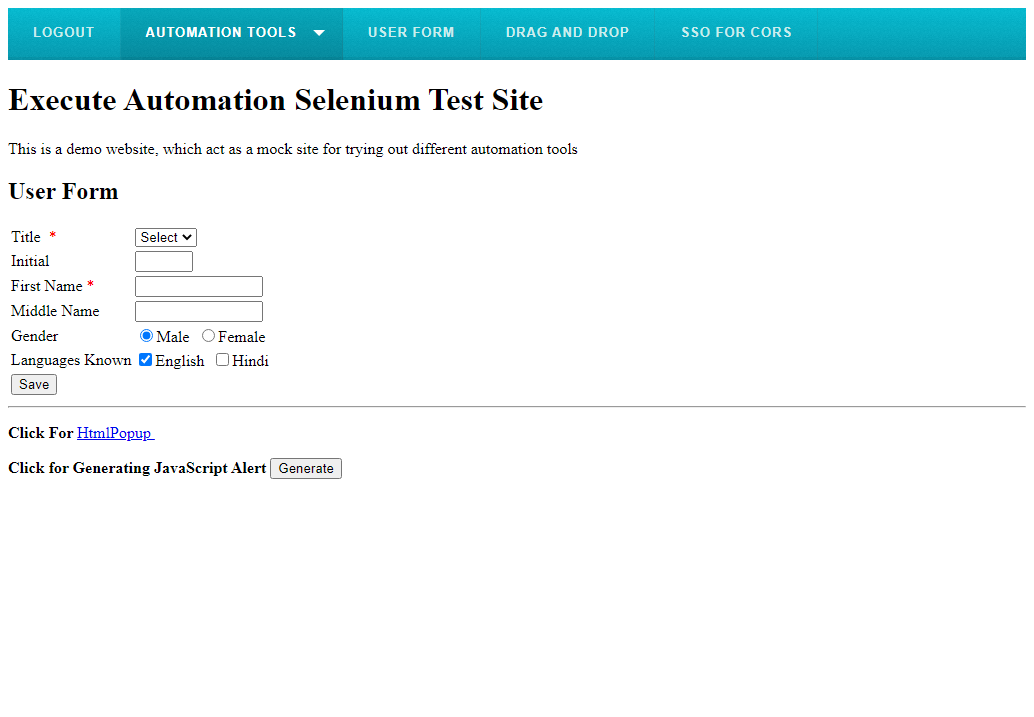 LOGOUT AUTOMATION TOOLS USER FORM DRAG AND DROP SSO FOR CORS
Execute Automation Selenium Test Site
This is a demo website, which act as a mock site for trying out different automation tools
User Form
Title * Select
Initial
First Name *
Middle Name
Gender Male Female
Languages Known English Hindi
Save
Click For HtmlPopup
Click for Generating JavaScript Alert Generate